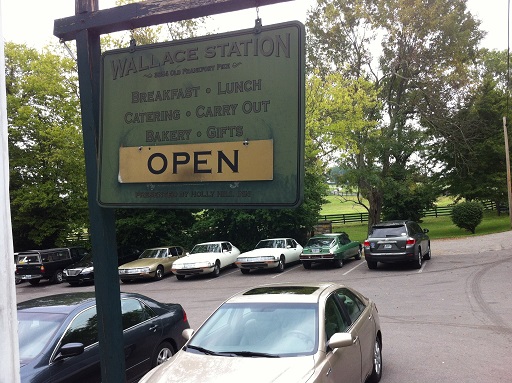 WALLACE STATION
3854 OLD FRANKFORT PIKE
BREAKFAST • LUNCH
CATERING • CARRY OUT
BAKERY • GIFTS
OPEN